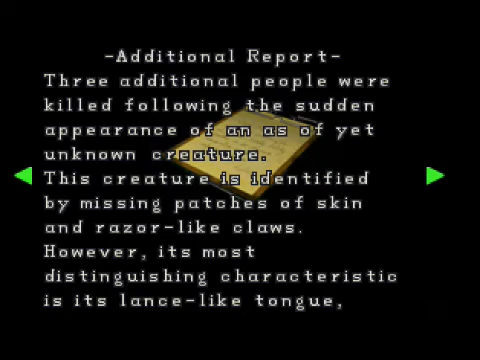 -Additional Report-
Three additional people were
killed following the sudden
appearance of an as of yet
unknown creature.
This creature is identified
by missing patches of skin
and razor-like claws.
However, its most
distinguishing characteristic
is its lance-like tongue,